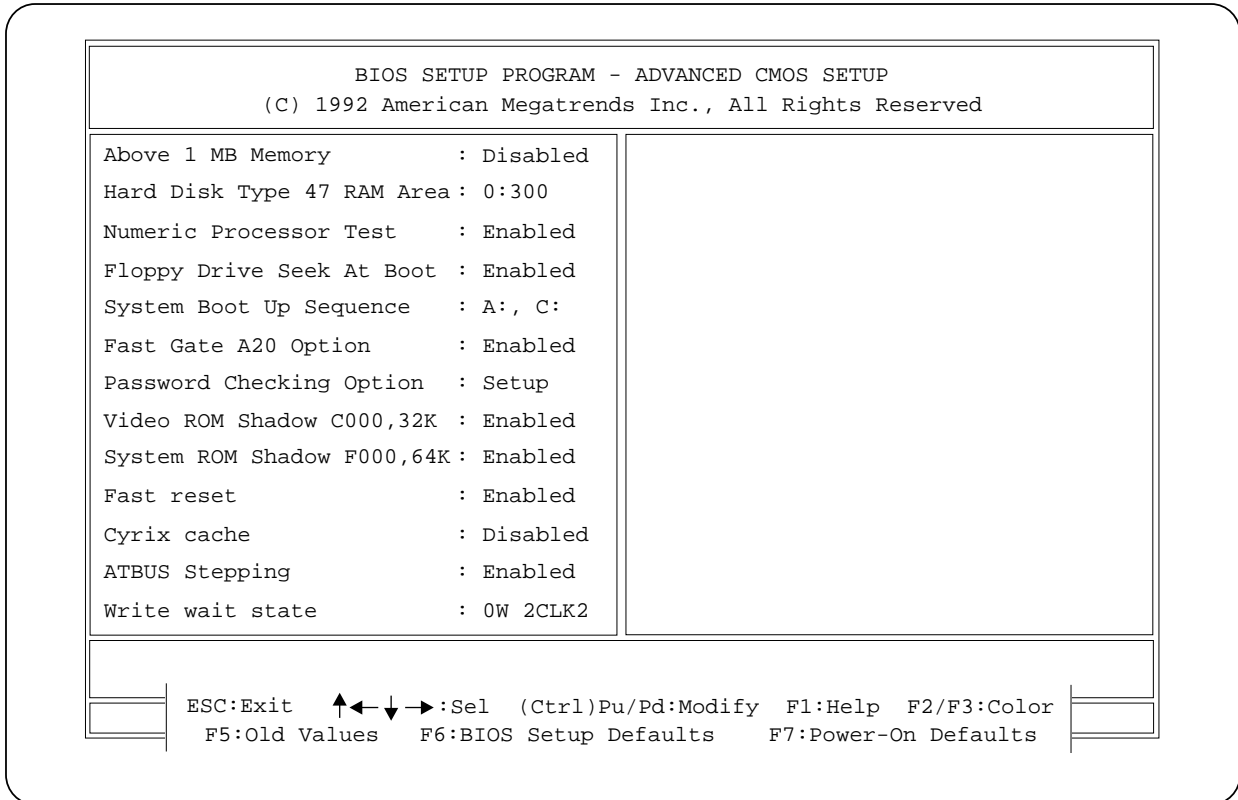 BIOS SETUP PROGRAM - ADVANCED CMOS SETUP
(C) 1992 American Megatrends Inc., All Rights Reserved
Above 1 MB Memory : Disabled
Hard Disk Type 47 RAM Area : 0:300
Numeric Processor Test : Enabled
Floppy Drive Seek At Boot : Enabled
System Boot Up Sequence : A:, C:
Fast Gate A20 Option : Enabled
Password Checking Option : Setup
Video ROM Shadow C000,32K : Enabled
System ROM Shadow F000,64K : Enabled
Fast reset : Enabled
Cyrix cache : Disabled
ATBUS Stepping : Enabled
Write wait state : 0W 2CLK2
ESC:Exit ↑←↓→:Sel (Ctrl)Pu/Pd:Modify F1:Help F2/F3:Color
F5:Old Values F6:BIOS Setup Defaults F7:Power-On Defaults